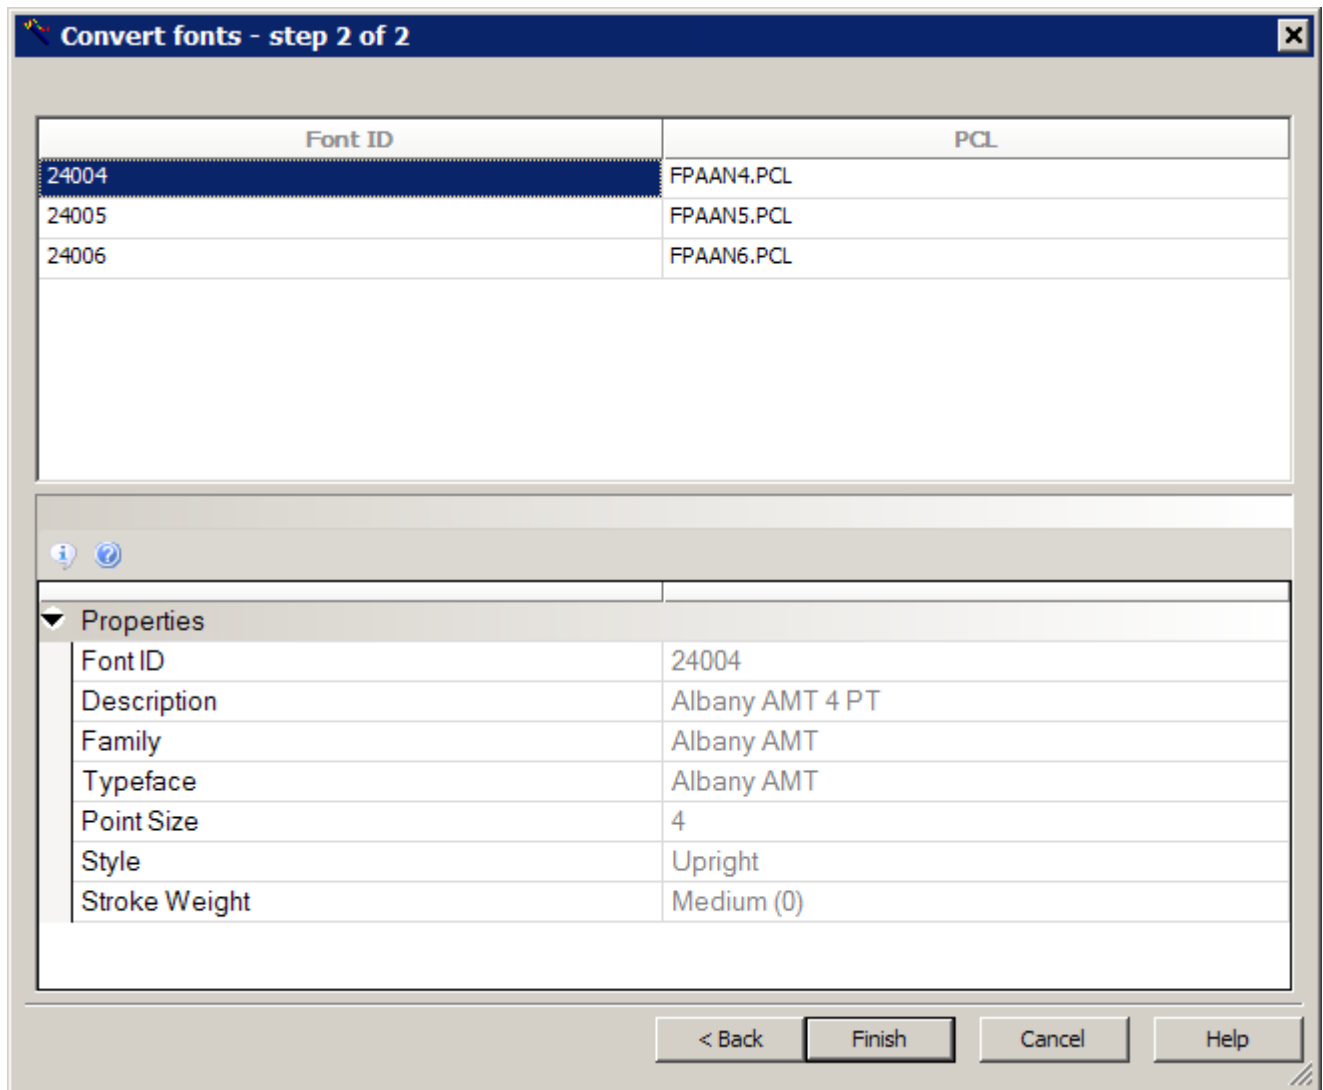 Convert fonts - step 2 of 2
Font ID PCL
24004 FPAAN4.PCL
24005 FPAAN5.PCL
24006 FPAAN6.PCL
Properties
Font ID 24004
Description Albany AMT 4 PT
Family Albany AMT
Typeface Albany AMT
Point Size 4
Style Upright
Stroke Weight Medium (0)
< Back Finish Cancel Help